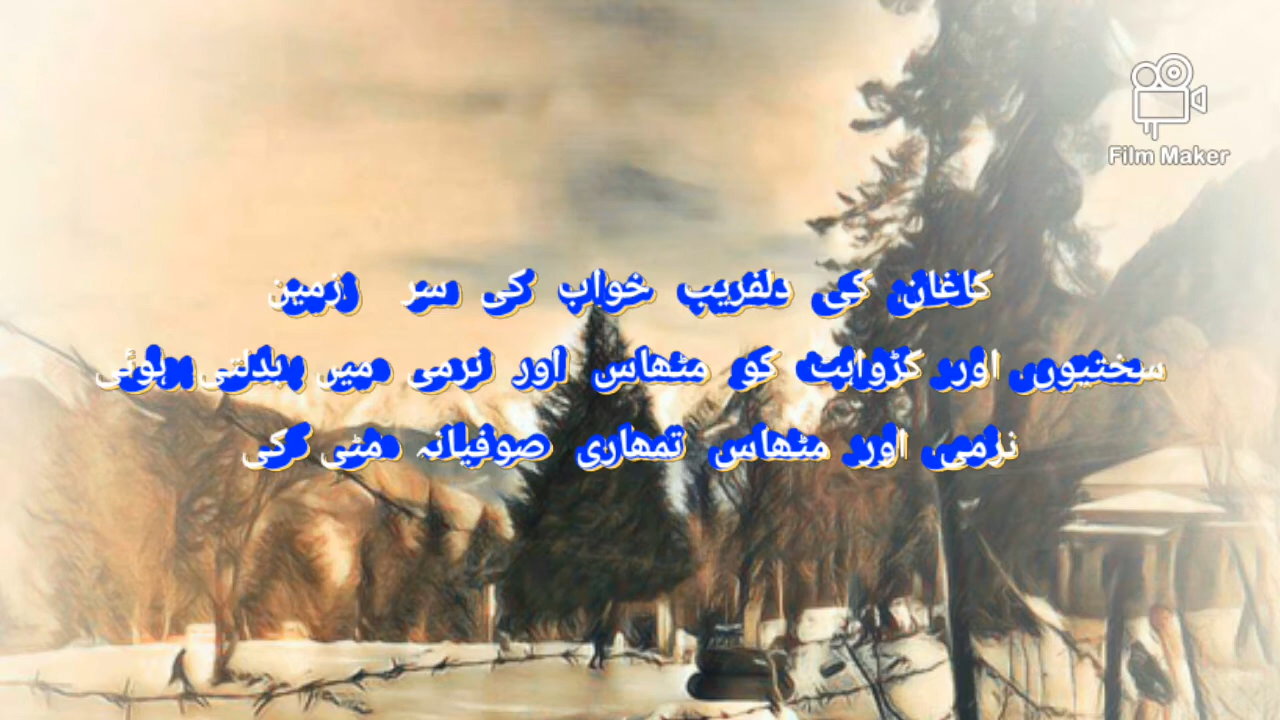 Film Maker
کاغان کی دلفریب خواب کی سر زمین
سختیوں اور کڑواہٹ کو مٹھاس اور نرمی میں بدلتی ہوئی
نرمی اور مٹھاس تمھاری صوفیانہ مٹی کی